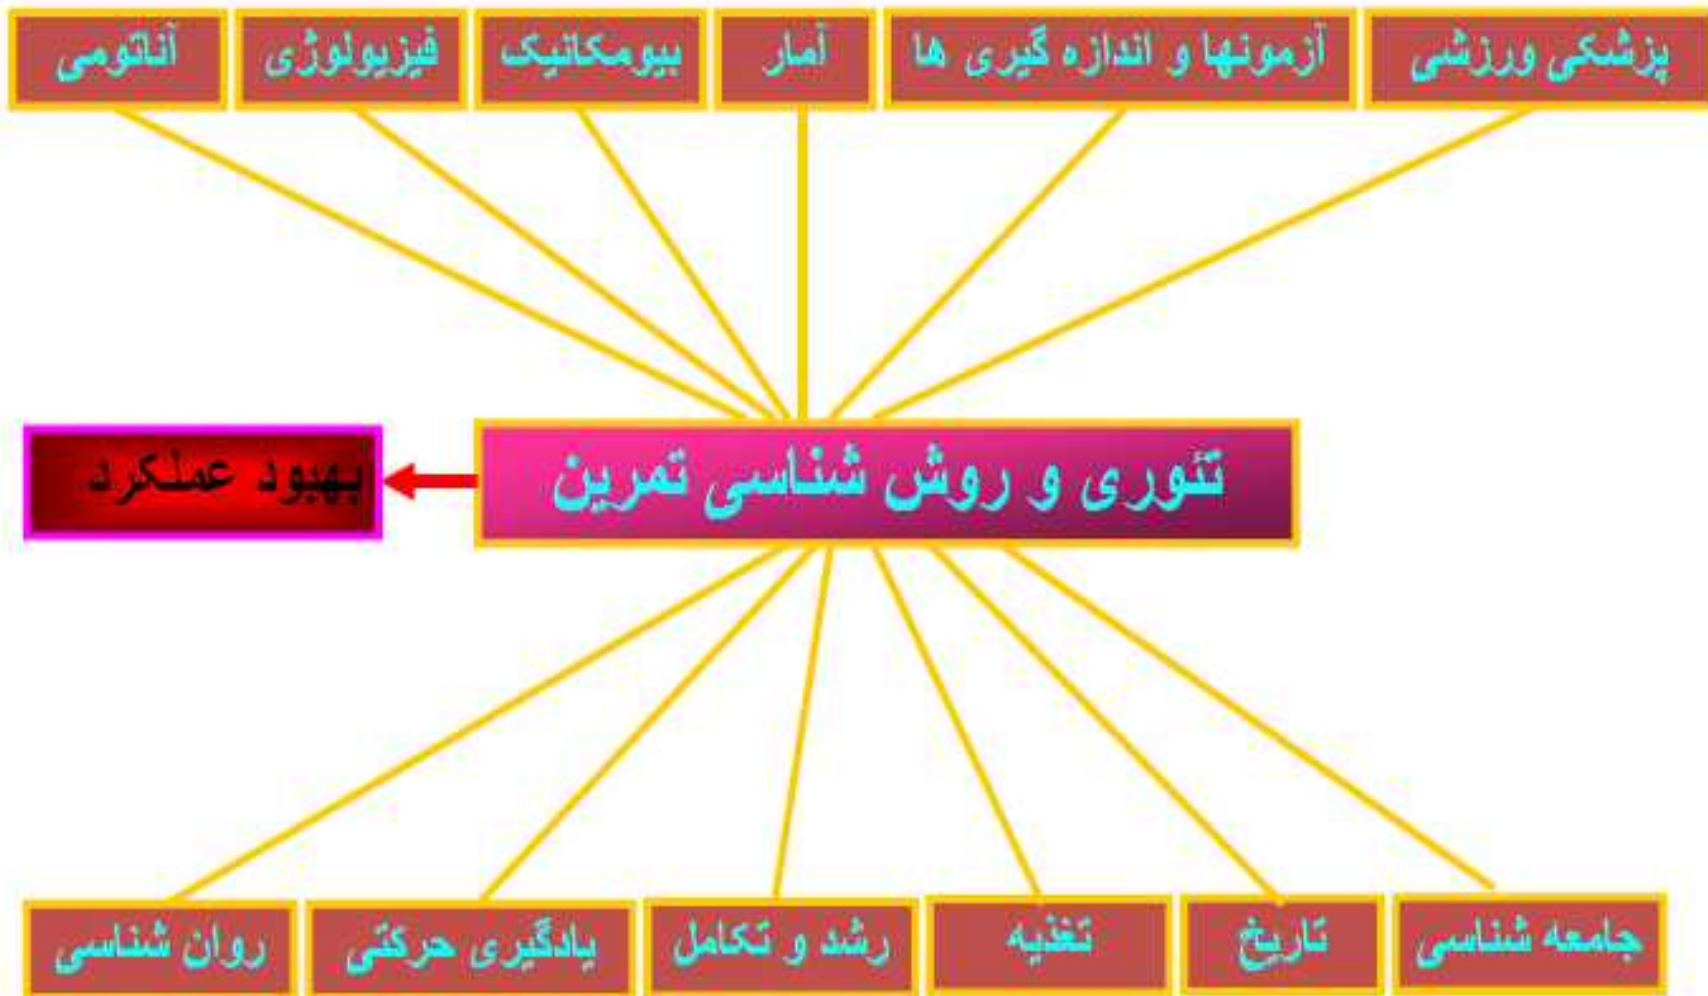 پزشکی ورزشی
آزمونها و اندازه گیری ها
آمار
بیومکانیک
فیزیولوژی
آناتومی
تئوری و روش شناسی تمرین
بهبود عملکرد
جامعه شناسی
تاریخ
تغذیه
رشد و تکامل
یادگیری حرکتی
روان شناسی